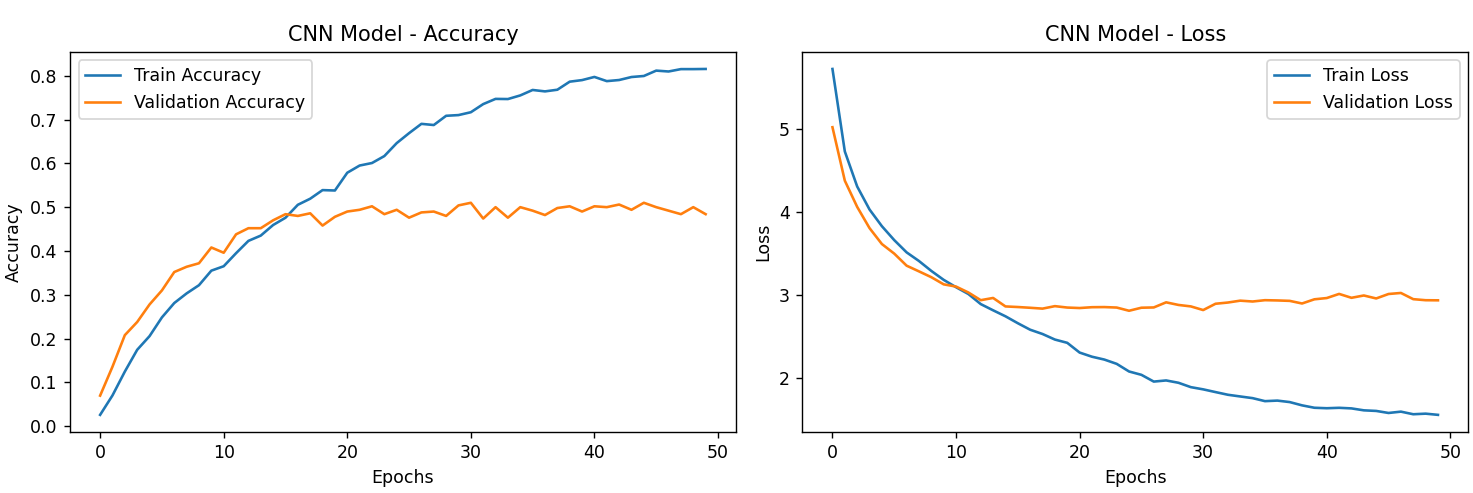 CNN Model - Accuracy
Train Accuracy
Validation Accuracy
Accuracy
0.8
0.7
0.6
0.5
0.4
0.3
0.2
0.1
0.0
0 10 20 30 40 50
Epochs
CNN Model - Loss
Train Loss
Validation Loss
Loss
5
4
3
2
0 10 20 30 40 50
Epochs